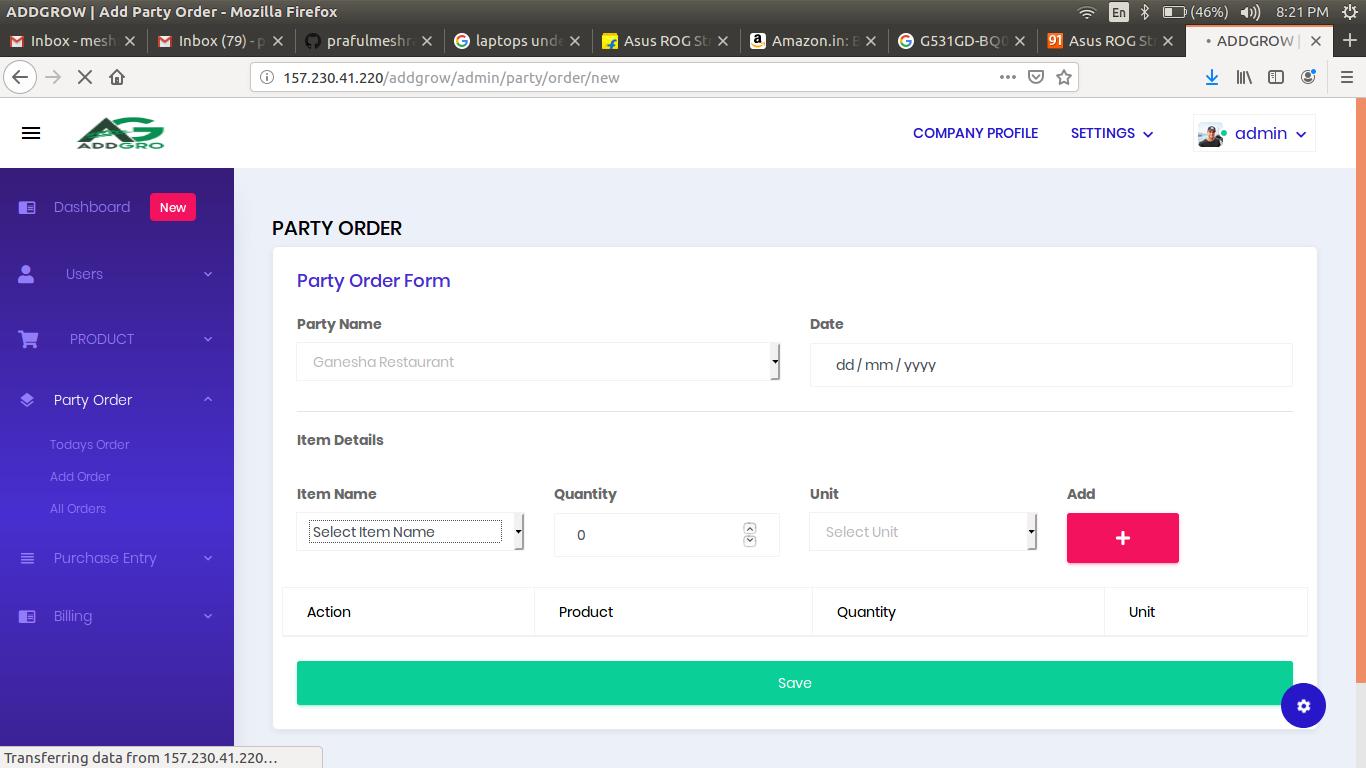 ADDGROW | Add Party Order - Mozilla Firefox
En
(46%)
8:21 PM
Inbox - mesh
Inbox (79) - p
prafulmeshr
laptops unde
Asus ROG St
Amazon.in: B
G531GD-BQ0
91
Asus ROG St
ADDGROW |
157.230.41.220/addgrow/admin/party/order/new
ADDGRO
COMPANY PROFILE
SETTINGS
admin
Dashboard
New
Users
PRODUCT
Party Order
Todays Order
Add Order
All Orders
Purchase Entry
Billing
PARTY ORDER
Party Order Form
Party Name
Date
Ganesha Restaurant
dd / mm / yyyy
Item Details
Item Name
Quantity
Unit
Add
Select Item Name
0
Select Unit
+
Action
Product
Quantity
Unit
Save
Transferring data from 157.230.41.220…